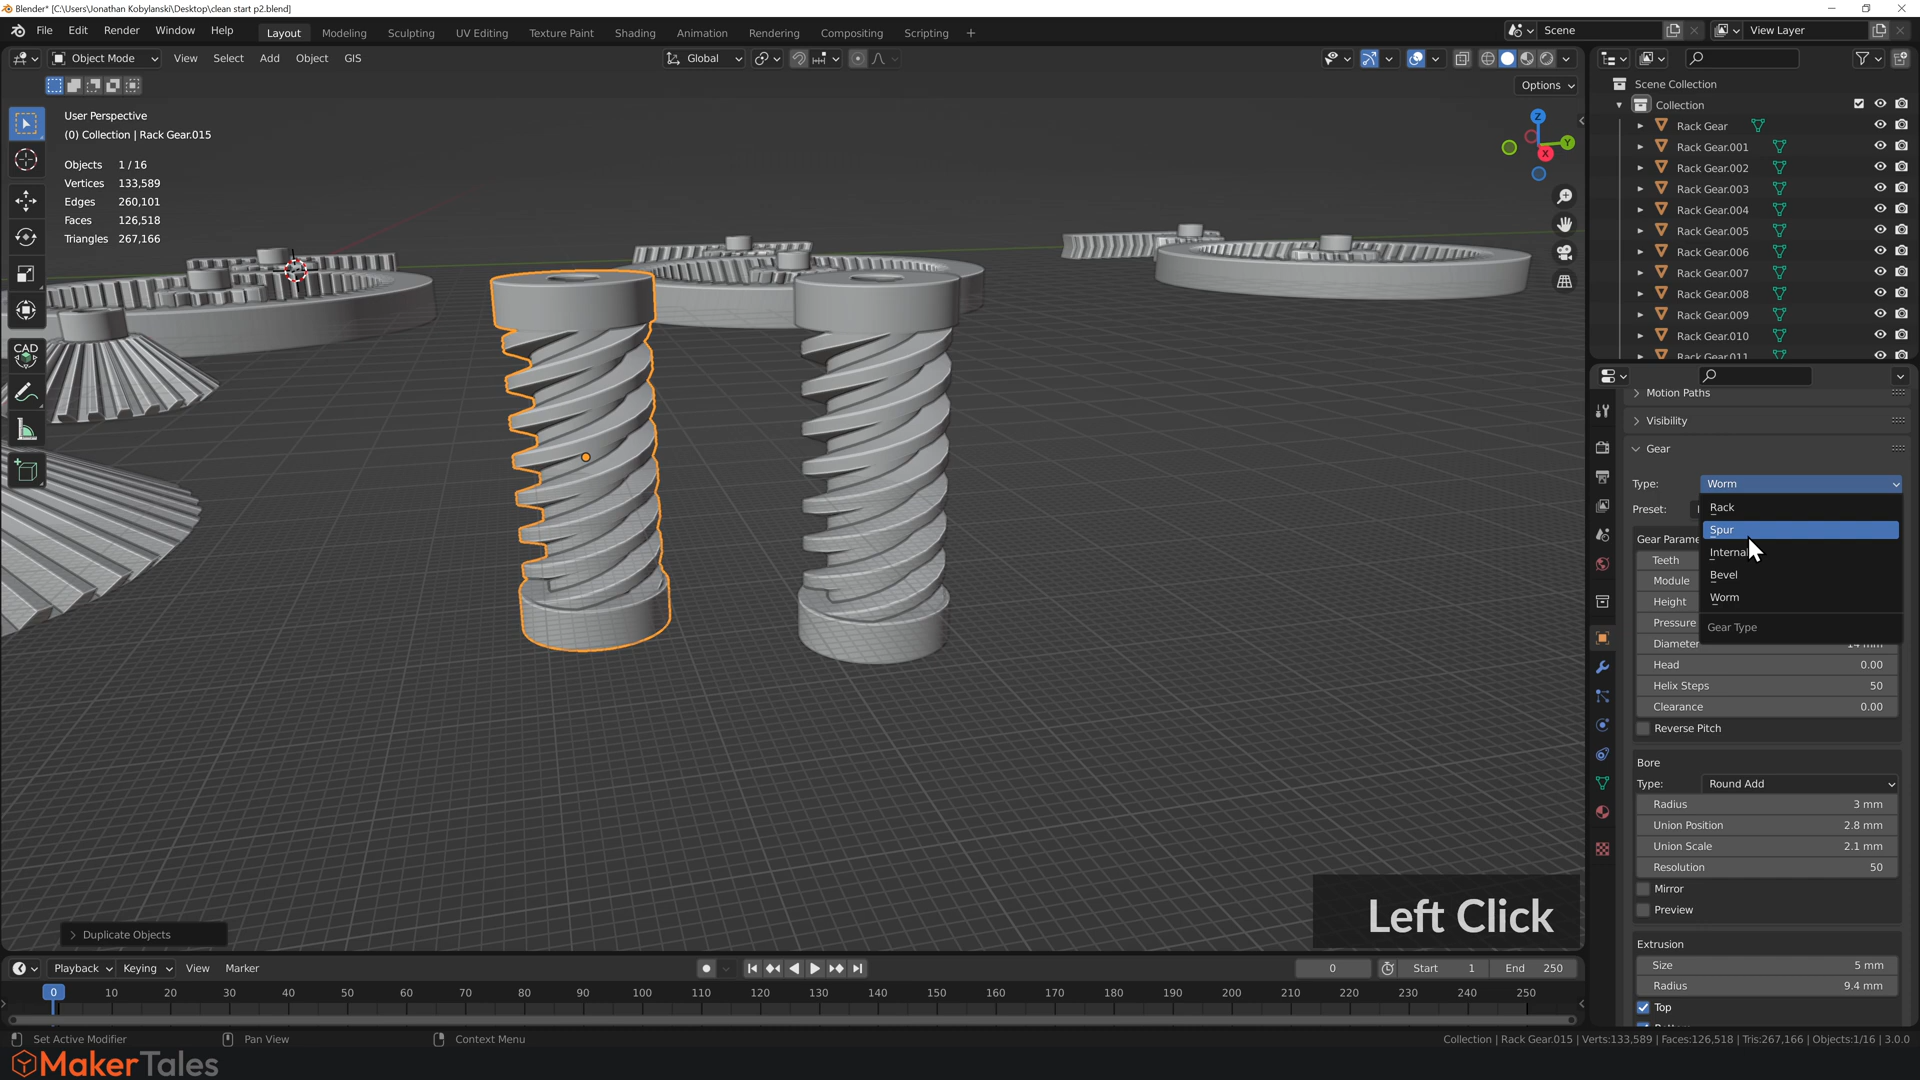 Blender* [C:\Users\Jonathan Kobylanski\Desktop\clean start p2.blend]
File Edit Render Window Help Layout Modeling Sculpting UV Editing Texture Paint Shading Animation Rendering Compositing Scripting + Scene View Layer
Object Mode View Select Add Object GIS Global
Options
User Perspective
(0) Collection | Rack Gear.015
Objects 1 / 16
Vertices 133,589
Edges 260,101
Faces 126,518
Triangles 267,166
CAD
Z
Y
X
Scene Collection
Collection
Rack Gear
Rack Gear.001
Rack Gear.002
Rack Gear.003
Rack Gear.004
Rack Gear.005
Rack Gear.006
Rack Gear.007
Rack Gear.008
Rack Gear.009
Rack Gear.010
Rack Gear.011
Motion Paths
Visibility
Gear
Type: Worm
Rack
Preset:
Spur
Gear Parame
Internal
Teeth
Bevel
Module
Worm
Height
Pressure
Gear Type
Diameter 14 mm
Head 0.00
Helix Steps 50
Clearance 0.00
Reverse Pitch
Bore
Type: Round Add
Radius 3 mm
Union Position 2.8 mm
Union Scale 2.1 mm
Resolution 50
Mirror
Preview
Extrusion
Size 5 mm
Radius 9.4 mm
Top
Left Click
Duplicate Objects
Playback Keying View Marker 0 Start 1 End 250
0 10 20 30 40 50 60 70 80 90 100 110 120 130 140 150 160 170 180 190 200 210 220 230 240 250
Set Active Modifier Pan View Context Menu Collection | Rack Gear.015 | Verts:133,589 | Faces:126,518 | Tris:267,166 | Objects:1/16 | 3.0.0
MakerTales